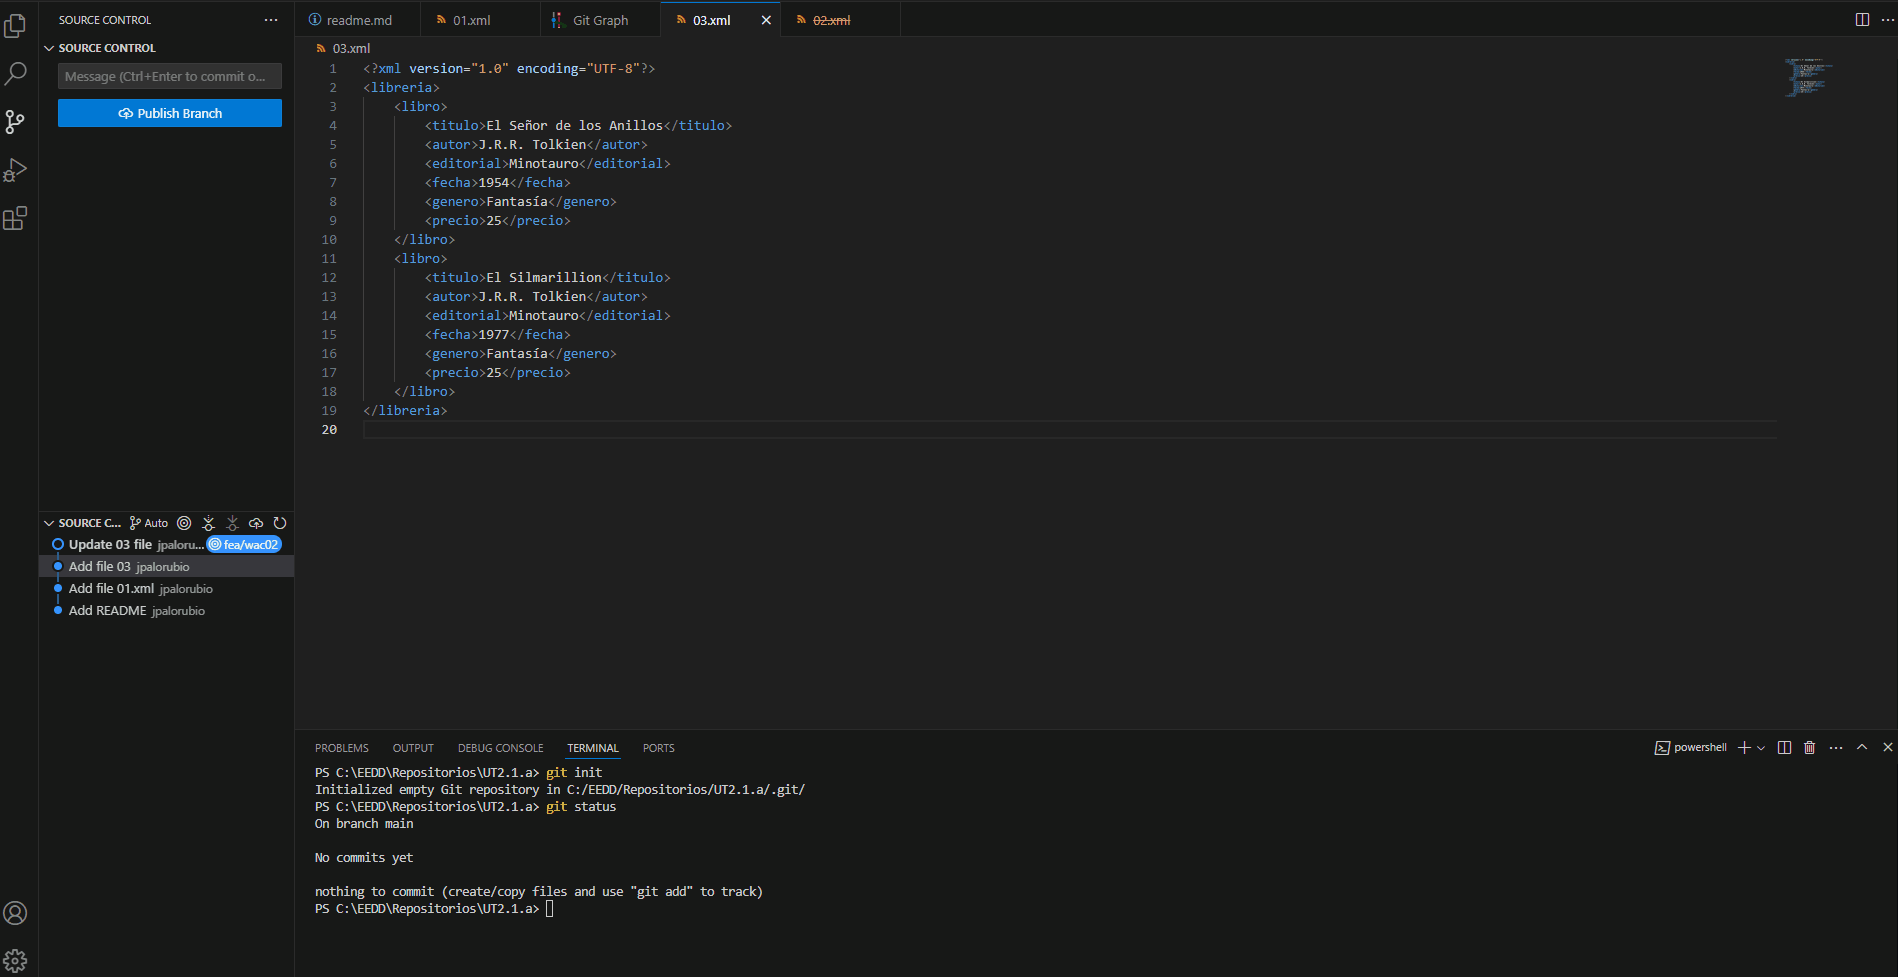 SOURCE CONTROL
SOURCE CONTROL
Message (Ctrl+Enter to commit o...
Publish Branch
SOURCE C... Auto
Update 03 file jpaloru... fea/wac02
Add file 03 jpalorubio
Add file 01.xml jpalorubio
Add README jpalorubio
readme.md 01.xml Git Graph 03.xml 02.xml
03.xml
1 <?xml version="1.0" encoding="UTF-8"?>
2 <libreria>
3 <libro>
4 <titulo>El Señor de los Anillos</titulo>
5 <autor>J.R.R. Tolkien</autor>
6 <editorial>Minotauro</editorial>
7 <fecha>1954</fecha>
8 <genero>Fantasía</genero>
9 <precio>25</precio>
10 </libro>
11 <libro>
12 <titulo>El Silmarillion</titulo>
13 <autor>J.R.R. Tolkien</autor>
14 <editorial>Minotauro</editorial>
15 <fecha>1977</fecha>
16 <genero>Fantasía</genero>
17 <precio>25</precio>
18 </libro>
19 </libreria>
20
PROBLEMS OUTPUT DEBUG CONSOLE TERMINAL PORTS powershell
PS C:\EEDD\Repositorios\UT2.1.a> git init
Initialized empty Git repository in C:/EEDD/Repositorios/UT2.1.a/.git/
PS C:\EEDD\Repositorios\UT2.1.a> git status
On branch main
No commits yet
nothing to commit (create/copy files and use "git add" to track)
PS C:\EEDD\Repositorios\UT2.1.a>